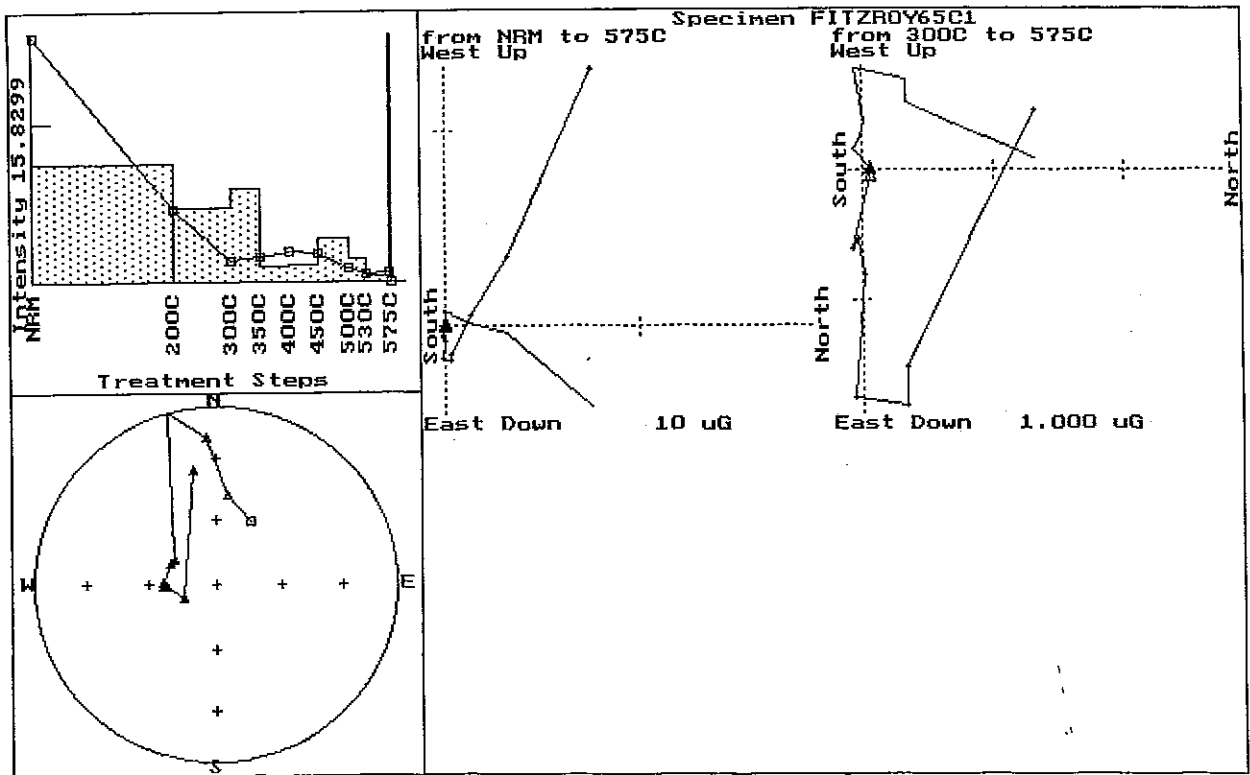 Specimen FITZROY65C1
from NRM to 575C
West Up
from 300C to 575C
West Up
Intensity 15.8299
NRM
200C
300C
350C
400C
450C
500C
530C
575C
Treatment Steps
South
North
East Down 10 uG
South
North
East Down 1.000 uG
N
W
E
S